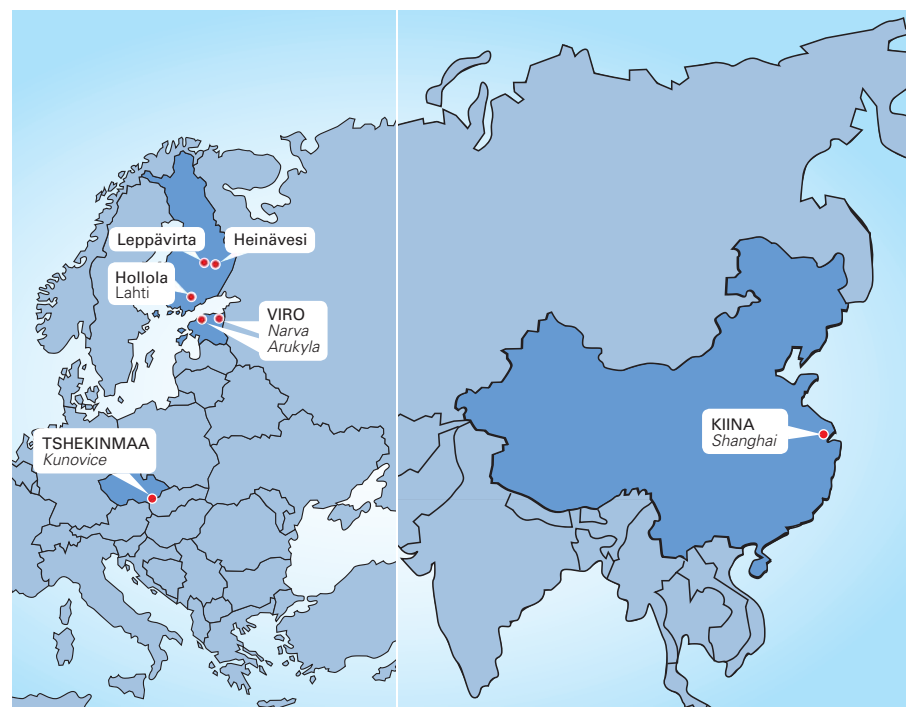 Leppävirta
Heinävesi
Hollola
Lahti
VIRO
Narva
Arukyla
TSHEKINMAA
Kunovice
KIINA
Shanghai